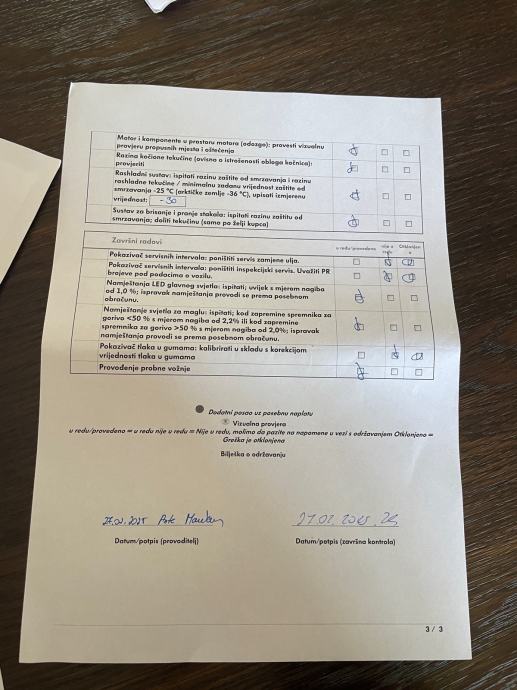 Motor i komponente u prostoru motora (odozgo): provesti vizualnu
provjeru propusnih mjesta i oštećenja
Razina kočione tekućine (ovisno o istrošenosti obloga kočnica):
provjeriti
Rashladni sustav: ispitati razinu zaštite od smrzavanja i razinu
rashladne tekućine / minimalnu zadanu vrijednost zaštite od
smrzavanja -25 °C (arktičke zemlje -36 °C), upisati izmjerenu
vrijednost: -30
Sustav za brisanje i pranje stakala: ispitati razinu zaštitu od
smrzavanja; doliti tekućinu (samo po želji kupca)
Završni radovi
u redu/provedeno
nije u redu
Otklonjeno
Pokazivač servisnih intervala: poništiti servis zamjene ulja.
Pokazivač servisnih intervala: poništiti inspekcijski servis. Uvažiti PR
brojeve pod podacima o vozilu.
Namještanja LED glavnog svjetla: ispitati; uvijek s mjerom nagiba
od 1,0 %; ispravak namještanja provodi se prema posebnom
obračunu.
Namještanje svjetla za maglu: ispitati; kod zapremine spremnika za
gorivo <50 % s mjerom nagiba od 2,2% ili kod zapremine
spremnika za gorivo >50 % s mjerom nagiba od 2,0%; ispravak
namještanja provodi se prema posebnom obračunu.
Pokazivač tlaka u gumama: kalibrirati u skladu s korekcijom
vrijednosti tlaka u gumama
Provođenje probne vožnje
Dodatni posao uz posebnu naplatu
Vizualna provjera
u redu/provedeno = u redu nije u redu = Nije u redu, molimo da pazite na napomene u vezi s održavanjem Otklonjeno =
Greška je otklonjena
Bilješka o održavanju
27.02.2025
27.02.2025
Datum/potpis (provoditelj)
Datum/potpis (završna kontrola)
3 / 3